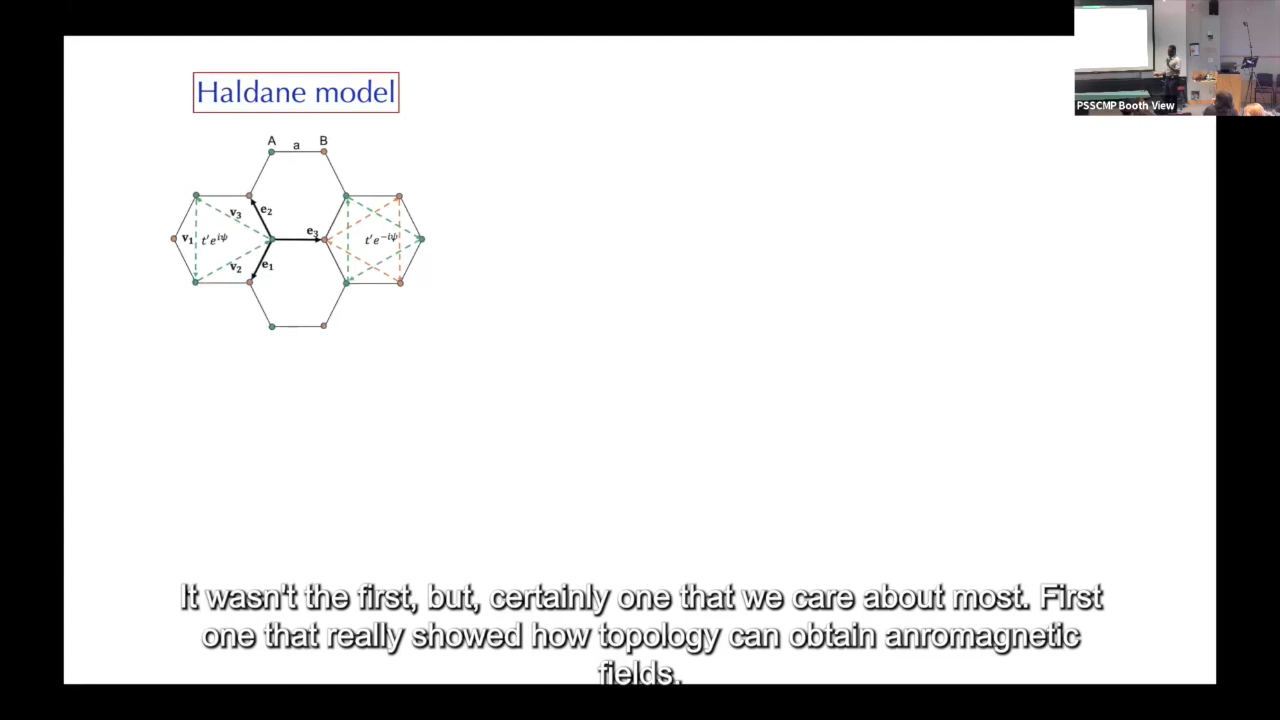 PSSCMP Booth View
Haldane model
A a B
v₃ e₂
v₁ t′e^{iψ} e₃ t′e^{-iψ}
v₂ e₁
It wasn't the first, but, certainly one that we care about most. First
one that really showed how topology can obtain anromagnetic
fields.